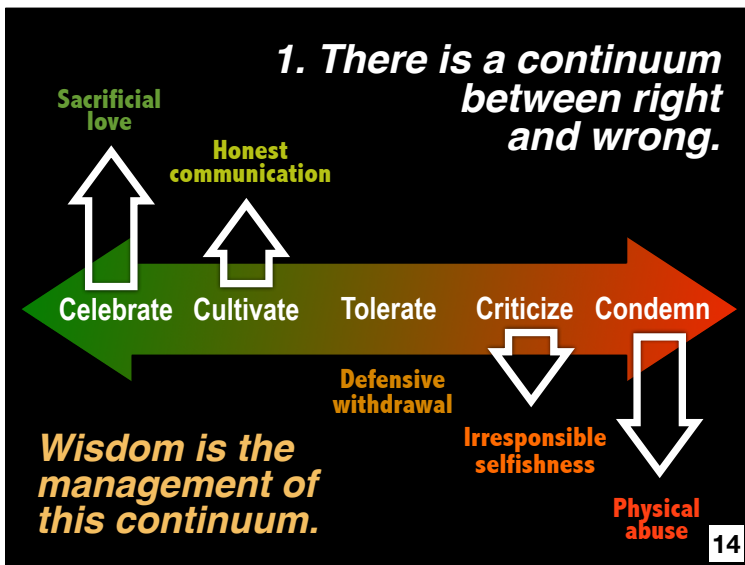 1. There is a continuum
between right
and wrong.
Sacrificial
love
Honest
communication
Celebrate Cultivate Tolerate Criticize Condemn
Defensive
withdrawal
Irresponsible
selfishness
Physical
abuse
Wisdom is the
management of
this continuum.
14